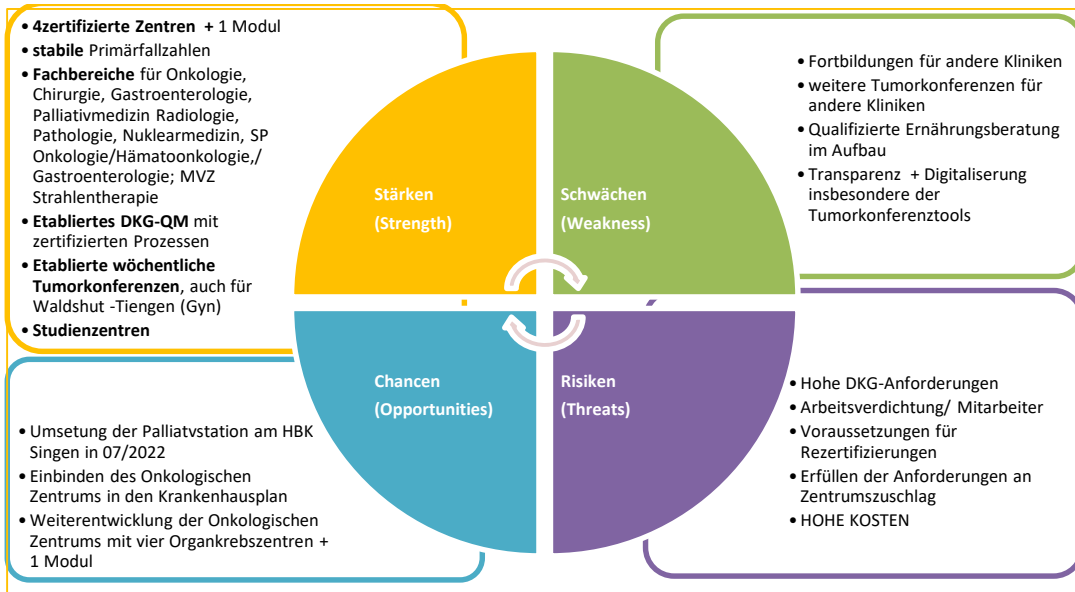 • 4zertifizierte Zentren + 1 Modul
• stabile Primärfallzahlen
• Fachbereiche für Onkologie,
Chirurgie, Gastroenterologie,
Palliativmedizin Radiologie,
Pathologie, Nuklearmedizin, SP
Onkologie/Hämatoonkologie,/
Gastroenterologie; MVZ
Strahlentherapie
• Etabliertes DKG-QM mit
zertifizierten Prozessen
• Etablierte wöchentliche
Tumorkonferenzen, auch für
Waldshut -Tiengen (Gyn)
• Studienzentren
Stärken
(Strength)
Schwächen
(Weakness)
• Fortbildungen für andere Kliniken
• weitere Tumorkonferenzen für
andere Kliniken
• Qualifizierte Ernährungsberatung
im Aufbau
• Transparenz + Digitaliserung
insbesondere der
Tumorkonferenztools
Chancen
(Opportunities)
• Umsetung der Palliatvstation am HBK
Singen in 07/2022
• Einbinden des Onkologischen
Zentrums in den Krankenhausplan
• Weiterentwicklung der Onkologischen
Zentrums mit vier Organkrebszentren +
1 Modul
Risiken
(Threats)
• Hohe DKG-Anforderungen
• Arbeitsverdichtung/ Mitarbeiter
• Voraussetzungen für
Rezertifizierungen
• Erfüllen der Anforderungen an
Zentrumszuschlag
• HOHE KOSTEN